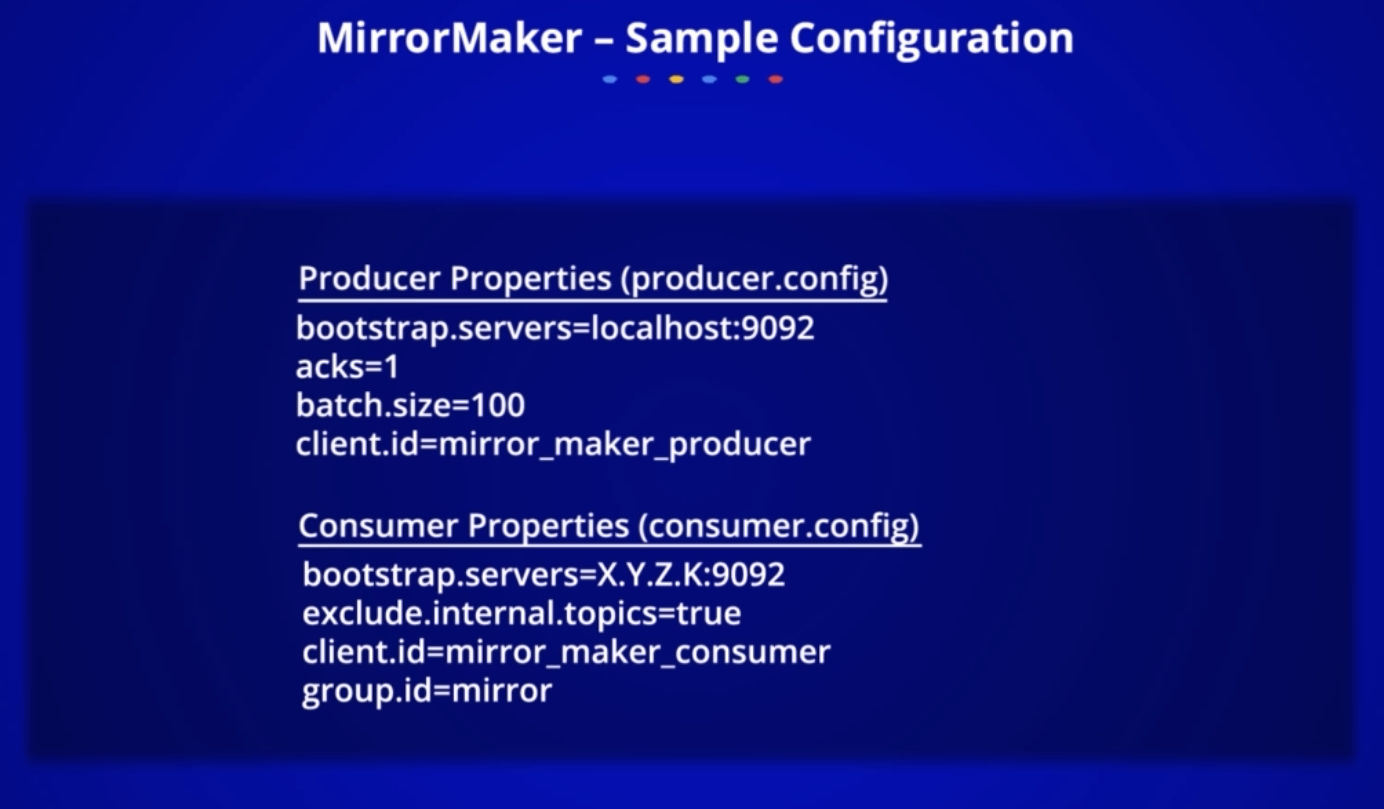 MirrorMaker – Sample Configuration
Producer Properties (producer.config)
bootstrap.servers=localhost:9092
acks=1
batch.size=100
client.id=mirror_maker_producer
Consumer Properties (consumer.config)
bootstrap.servers=X.Y.Z.K:9092
exclude.internal.topics=true
client.id=mirror_maker_consumer
group.id=mirror